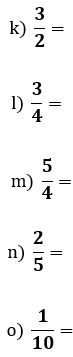 k) 3/2 =
l) 3/4 =
m) 5/4 =
n) 2/5 =
o) 1/10 =